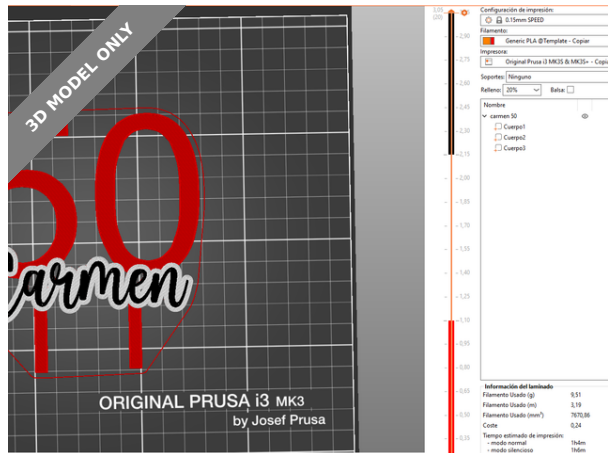 3D MODEL ONLY
Carmen
ORIGINAL PRUSA i3 MK3
by Josef Prusa
3,05
(20)
2,90
2,75
2,60
2,45
2,30
2,15
2,00
1,85
1,70
1,55
1,40
1,25
1,10
0,95
0,80
0,65
0,50
0,35
Configuración de impresión:
0.15mm SPEED
Filamento:
Generic PLA @Template - Copiar
Impresora:
Original Prusa i3 MK3S & MK3S+ - Copia
Soportes: Ninguno
Relleno: 20% Balsa:
Nombre
carmen 50
Cuerpo1
Cuerpo2
Cuerpo3
Información del laminado
Filamento Usado (g) 9,51
Filamento Usado (m) 3,19
Filamento Usado (mm³) 7670,86
Coste 0,24
Tiempo estimado de impresión:
- modo normal 1h4m
- modo silencioso 1h6m